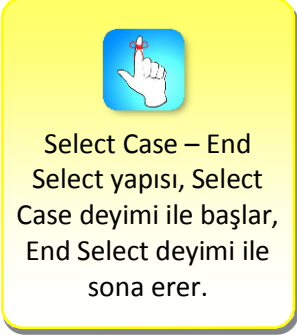 Select Case – End
Select yapısı, Select
Case deyimi ile başlar,
End Select deyimi ile
sona erer.